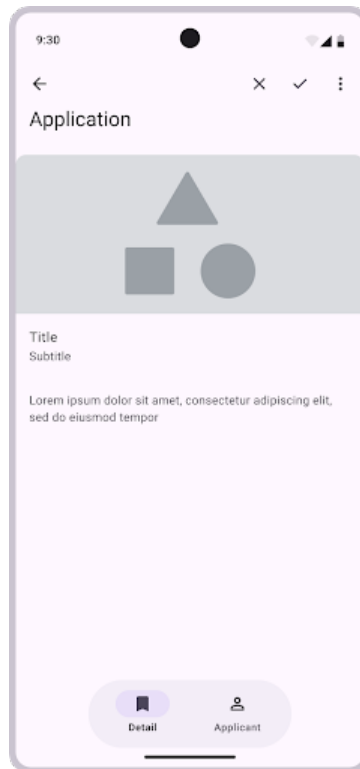 9:30
Application
Title
Subtitle
Lorem ipsum dolor sit amet, consectetur adipiscing elit,
sed do eiusmod tempor
Detail
Applicant